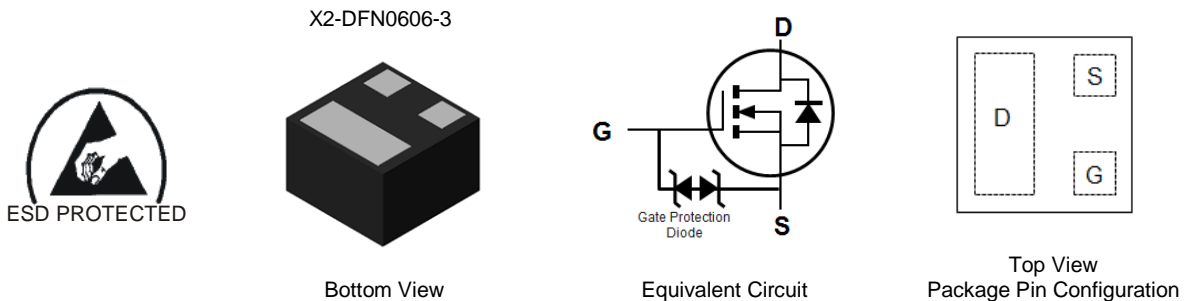 X2-DFN0606-3
ESD PROTECTED
Bottom View
D
G
Gate Protection
Diode
S
Equivalent Circuit
D
S
G
Top View
Package Pin Configuration